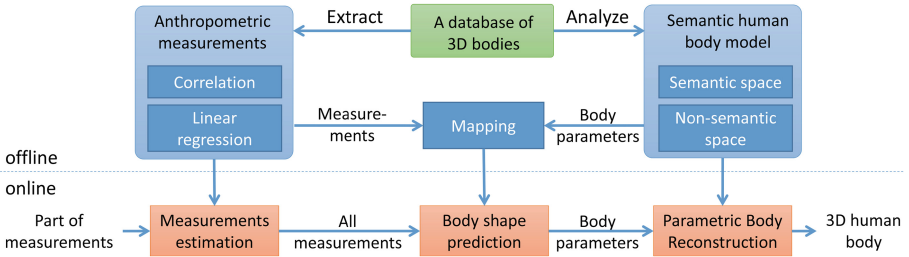 Anthropometric
measurements
Extract
A database of
3D bodies
Analyze
Semantic human
body model
Correlation
Linear
regression
Measure-
ments
Mapping
Body
parameters
Semantic space
Non-semantic
space
offline
online
Part of
measurements
Measurements
estimation
All
measurements
Body shape
prediction
Body
parameters
Parametric Body
Reconstruction
3D human
body